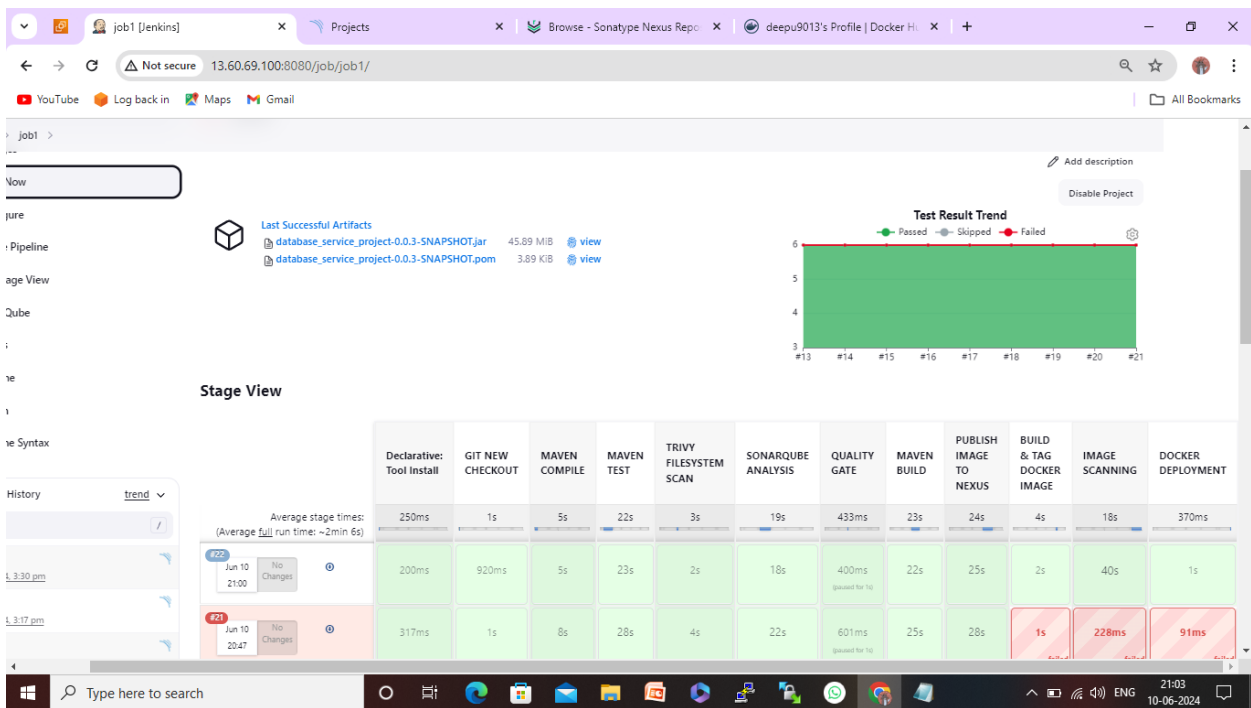 job1 [Jenkins]
Projects
Browse - Sonatype Nexus Repo
deepu9013's Profile | Docker H
Not secure
13.60.69.100:8080/job/job1/
YouTube
Log back in
Maps
Gmail
All Bookmarks
job1
Now
gure
Pipeline
age View
Qube
ne Syntax
History
trend
/
3:30 pm
3:17 pm
Add description
Disable Project
Last Successful Artifacts
database_service_project-0.0.3-SNAPSHOT.jar 45.89 MiB view
database_service_project-0.0.3-SNAPSHOT.pom 3.89 KiB view
Test Result Trend
Passed Skipped Failed
6
5
4
3
#13 #14 #15 #16 #17 #18 #19 #20 #21
Stage View
Declarative: Tool Install
GIT NEW CHECKOUT
MAVEN COMPILE
MAVEN TEST
TRIVY FILESYSTEM SCAN
SONARQUBE ANALYSIS
QUALITY GATE
MAVEN BUILD
PUBLISH IMAGE TO NEXUS
BUILD & TAG DOCKER IMAGE
IMAGE SCANNING
DOCKER DEPLOYMENT
Average stage times:
(Average full run time: ~2min 6s)
250ms 1s 5s 22s 3s 19s 433ms 23s 24s 4s 18s 370ms
#22
Jun 10
21:00
No Changes
200ms 920ms 5s 23s 2s 18s 400ms 22s 25s 2s 40s 1s
#21
Jun 10
20:47
No Changes
317ms 1s 8s 28s 4s 22s 601ms 25s 28s 1s 228ms 91ms
failed failed failed
Type here to search
ENG
21:03
10-06-2024